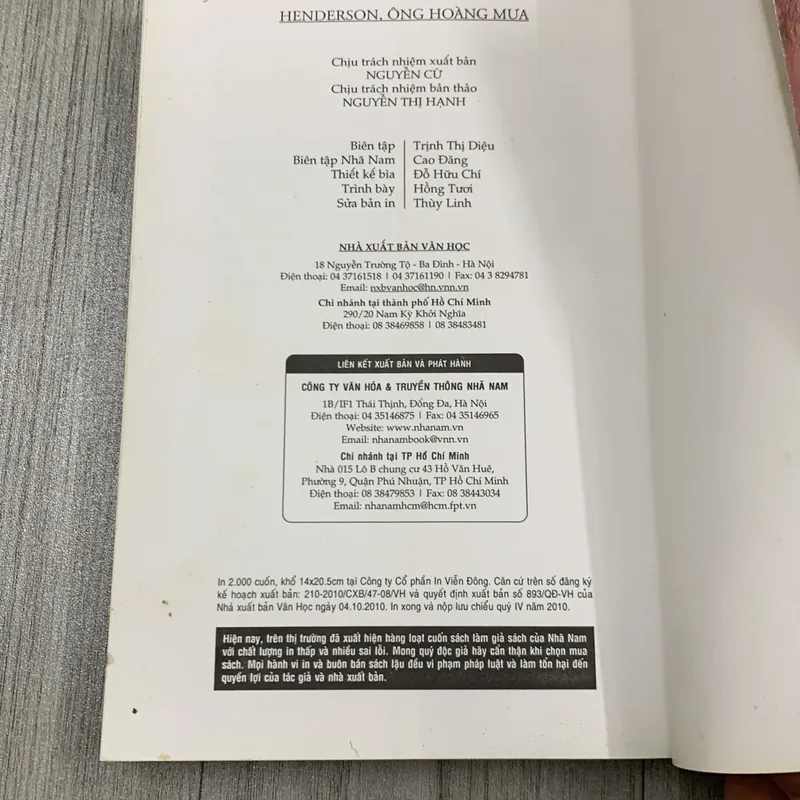 HENDERSON, ÔNG HOÀNG MƯA
Chịu trách nhiệm xuất bản
NGUYỄN CỪ
Chịu trách nhiệm bản thảo
NGUYỄN THỊ HẠNH
Biên tập | Trịnh Thị Diệu
Biên tập Nhã Nam | Cao Đăng
Thiết kế bìa | Đỗ Hữu Chí
Trình bày | Hồng Tươi
Sửa bản in | Thùy Linh
NHÀ XUẤT BẢN VĂN HỌC
18 Nguyễn Trường Tộ - Ba Đình - Hà Nội
Điện thoại: 04 37161518 | 04 37161190 | Fax: 04 3 8294781
Email: nxbvanhoc@hn.vnn.vn
Chi nhánh tại thành phố Hồ Chí Minh
290/20 Nam Kỳ Khởi Nghĩa
Điện thoại: 08 38469858 | 08 38483481
LIÊN KẾT XUẤT BẢN VÀ PHÁT HÀNH
CÔNG TY VĂN HÓA & TRUYỀN THÔNG NHÃ NAM
1B/IF1 Thái Thịnh, Đống Đa, Hà Nội
Điện thoại: 04 35146875 | Fax: 04 35146965
Website: www.nhanam.vn
Email: nhanambook@vnn.vn
Chi nhánh tại TP Hồ Chí Minh
Nhà 015 Lô B chung cư 43 Hồ Văn Huê,
Phường 9, Quận Phú Nhuận, TP Hồ Chí Minh
Điện thoại: 08 38479853 | Fax: 08 38443034
Email: nhanamhcm@hcm.fpt.vn
In 2.000 cuốn, khổ 14x20.5cm tại Công ty Cổ phần In Viễn Đông. Căn cứ trên số đăng ký
kế hoạch xuất bản: 210-2010/CXB/47-08/VH và quyết định xuất bản số 893/QĐ-VH của
Nhà xuất bản Văn Học ngày 04.10.2010. In xong và nộp lưu chiểu quý IV năm 2010.
Hiện nay, trên thị trường đã xuất hiện hàng loạt cuốn sách làm giả sách của Nhã Nam
với chất lượng in thấp và nhiều sai lỗi. Mong quý độc giả hãy cẩn thận khi chọn mua
sách. Mọi hành vi in và buôn bán sách lậu đều vi phạm pháp luật và làm tổn hại đến
quyền lợi của tác giả và nhà xuất bản.